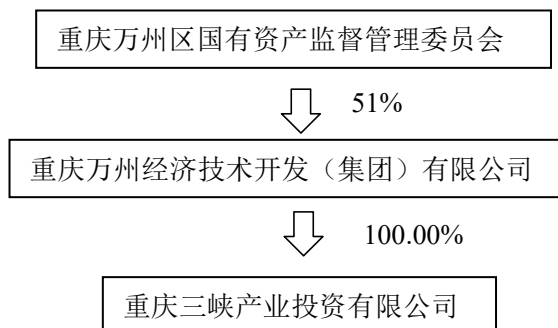 重庆万州区国有资产监督管理委员会
51%
重庆万州经济技术开发（集团）有限公司
100.00%
重庆三峡产业投资有限公司